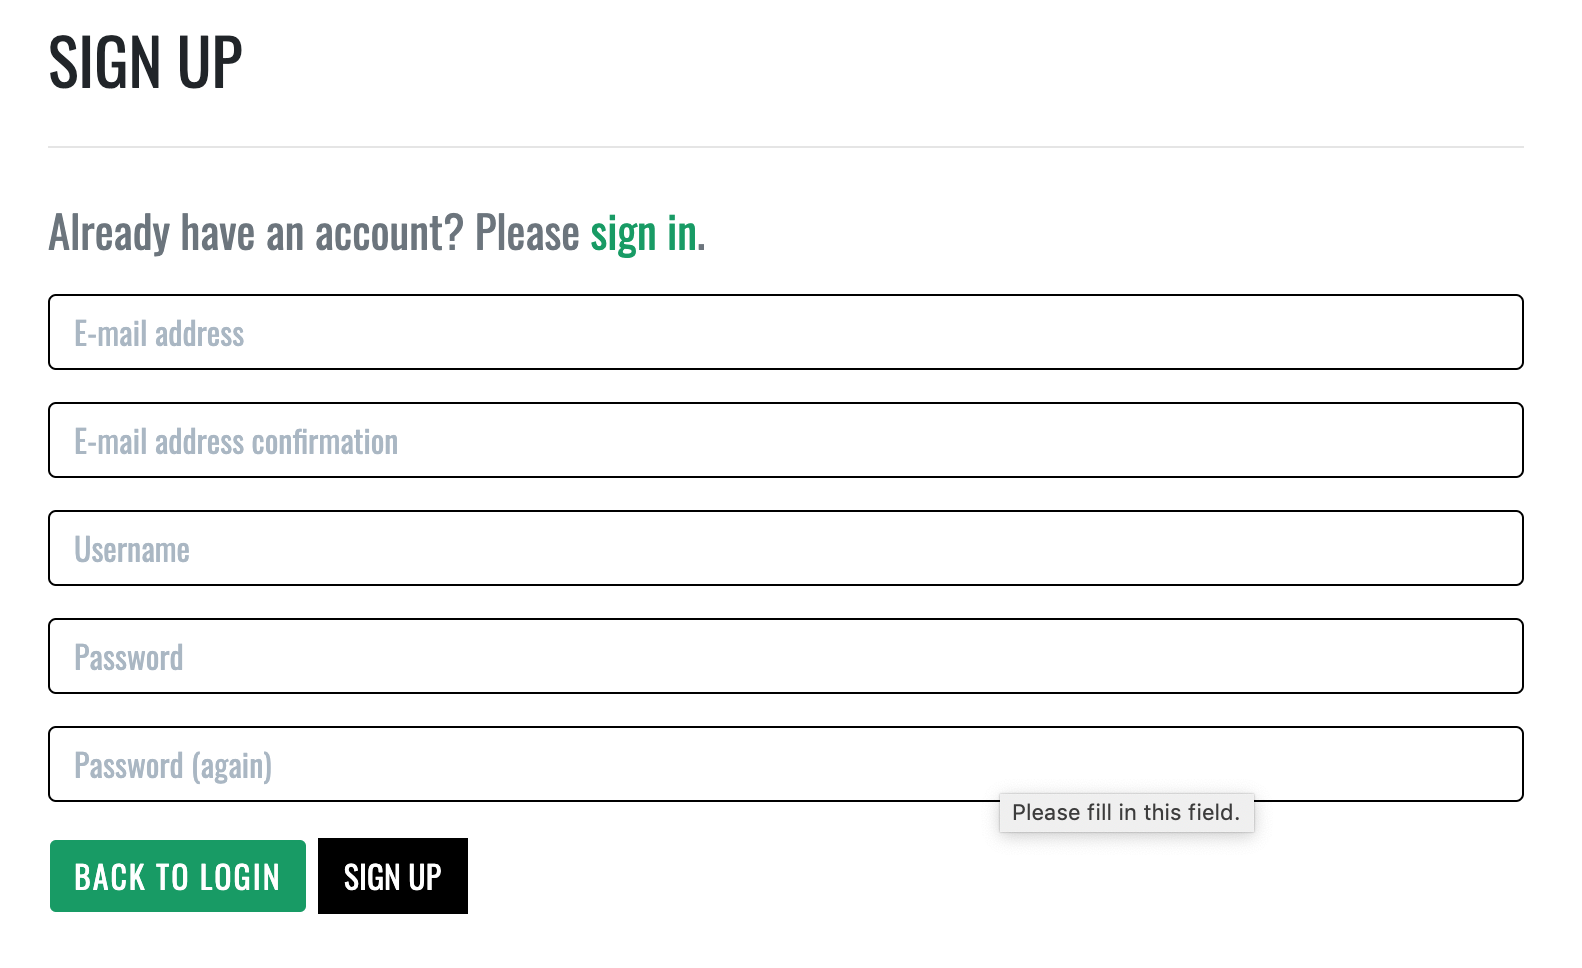 SIGN UP
Already have an account? Please sign in.
E-mail address
E-mail address confirmation
Username
Password
Password (again)
Please fill in this field.
BACK TO LOGIN
SIGN UP